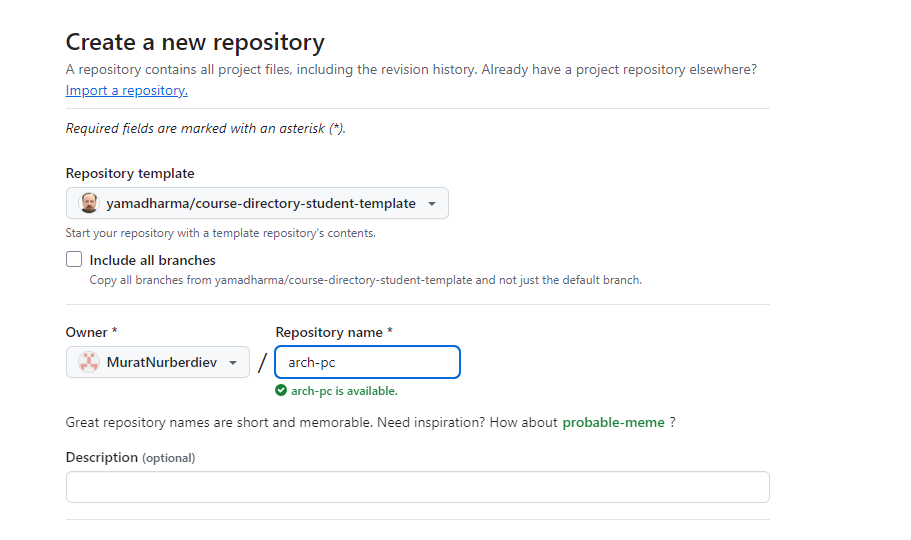 Create a new repository
A repository contains all project files, including the revision history. Already have a project repository elsewhere?
Import a repository.
Required fields are marked with an asterisk (*).
Repository template
yamadharma/course-directory-student-template
Start your repository with a template repository's contents.
Include all branches
Copy all branches from yamadharma/course-directory-student-template and not just the default branch.
Owner * Repository name *
MuratNurberdiev / arch-pc
arch-pc is available.
Great repository names are short and memorable. Need inspiration? How about probable-meme ?
Description (optional)